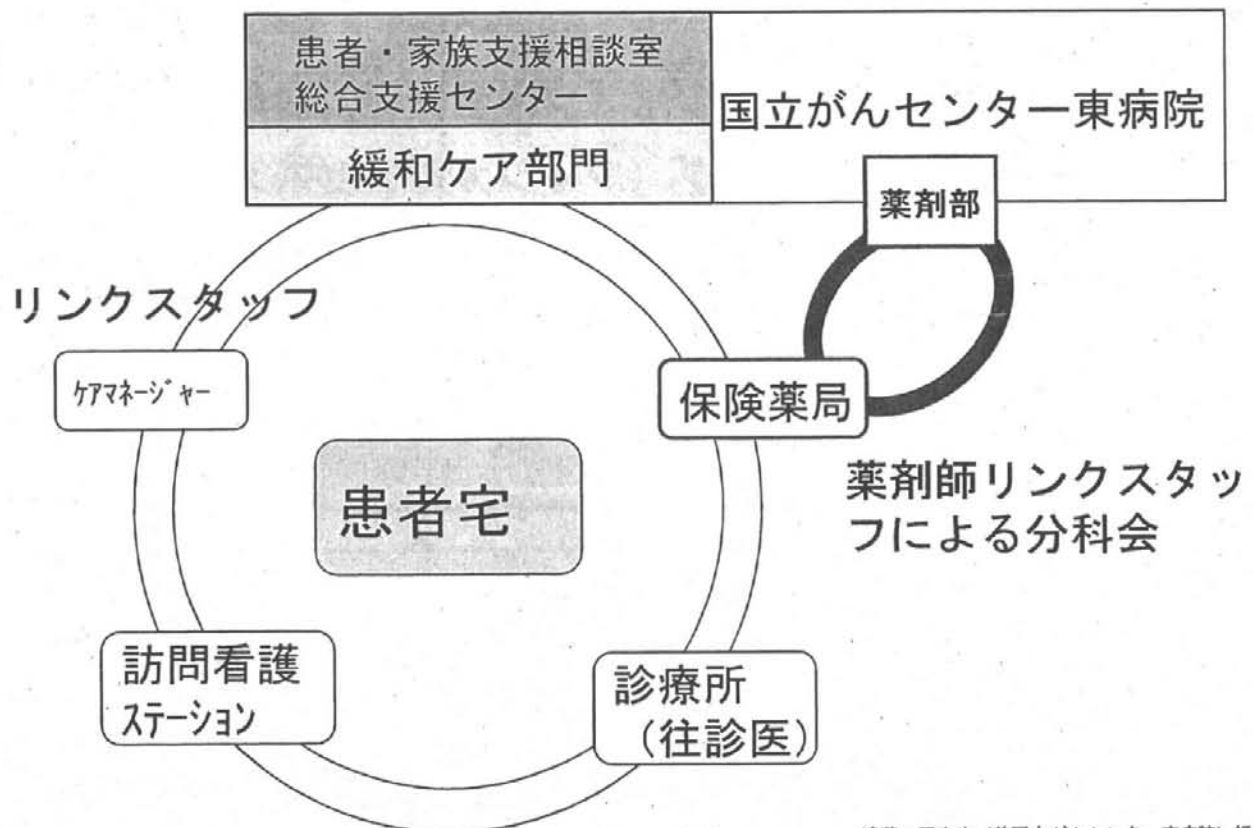 患者・家族支援相談室
総合支援センター
国立がんセンター東病院
緩和ケア部門
薬剤部
リンクスタッフ
ｹｱﾏﾈｰｼﾞｬｰ
保険薬局
患者宅
薬剤師リンクスタッ
フによる分科会
訪問看護
ｽﾃｰｼｮﾝ
診療所
（往診医）